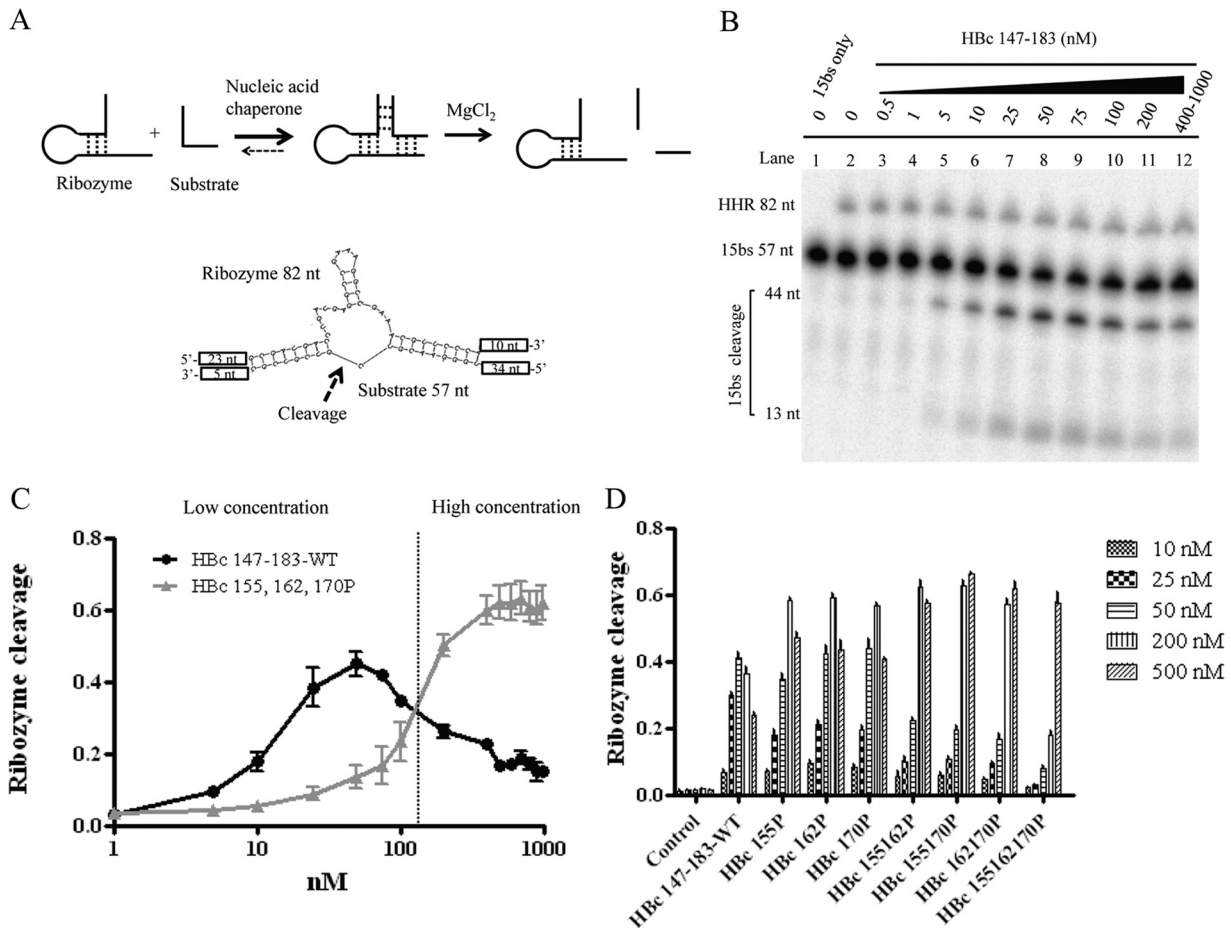 A
Nucleic acid
chaperone
MgCl2
+
Ribozyme
Substrate
Ribozyme 82 nt
5'- 23 nt
3'- 5 nt
10 nt -3'
34 nt -5'
Substrate 57 nt
Cleavage
B
HBc 147-183 (nM)
0 15bs only
0
0.5
1
5
10
25
50
75
100
200
400-1000
Lane 1 2 3 4 5 6 7 8 9 10 11 12
HHR 82 nt
15bs 57 nt
44 nt
15bs cleavage
13 nt
C
Low concentration
High concentration
HBc 147-183-WT
HBc 155, 162, 170P
Ribozyme cleavage
0.8
0.6
0.4
0.2
0.0
1 10 100 1000
nM
D
Ribozyme cleavage
0.8
0.6
0.4
0.2
0.0
10 nM
25 nM
50 nM
200 nM
500 nM
Control
HBc 147-183-WT
HBc 155P
HBc 162P
HBc 170P
HBc 155162P
HBc 155170P
HBc 162170P
HBc 155162170P